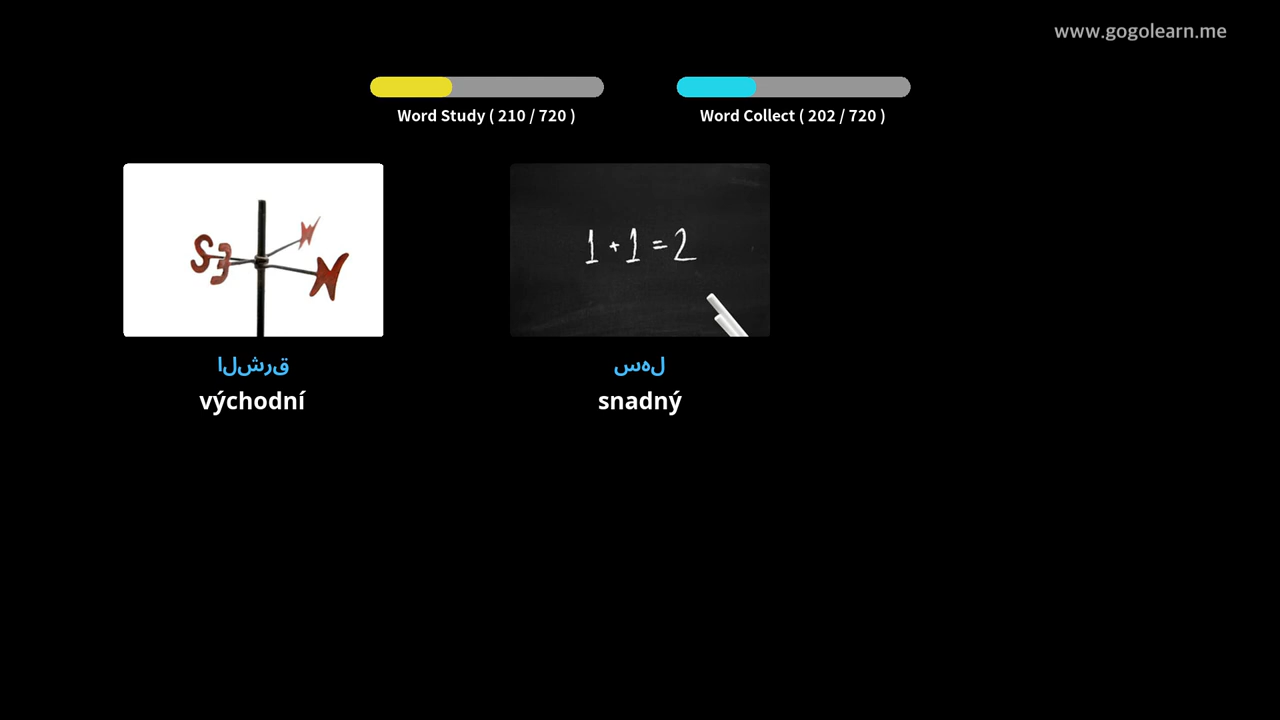 www.gogolearn.me
Word Study ( 210 / 720 )
Word Collect ( 202 / 720 )
S
E
N
W
1 + 1 = 2
الشرق
سهل
východní
snadný